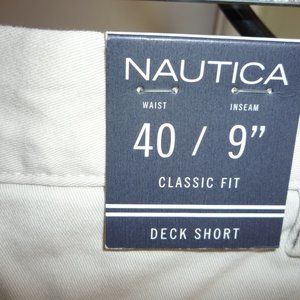 NAUTICA
WAIST INSEAM
40 / 9”
CLASSIC FIT
DECK SHORT